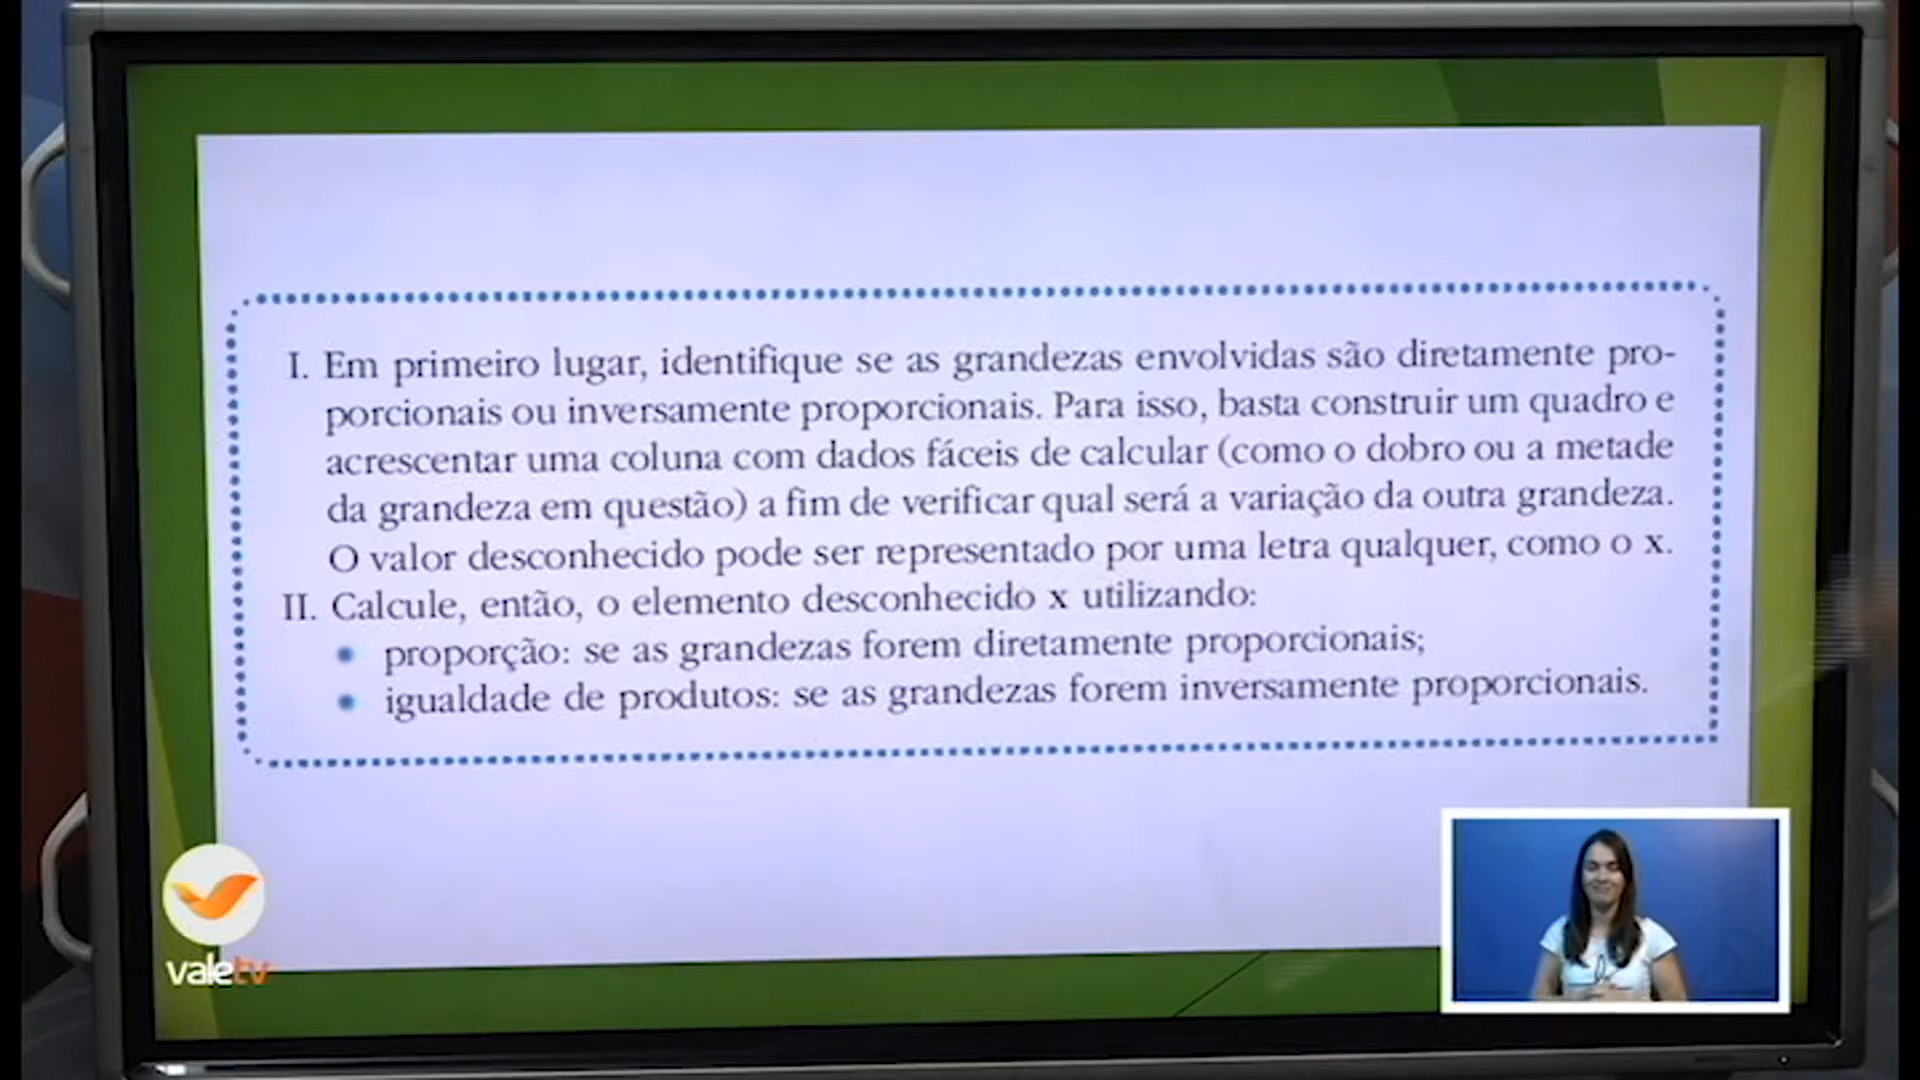 I. Em primeiro lugar, identifique se as grandezas envolvidas são diretamente pro-
porcionais ou inversamente proporcionais. Para isso, basta construir um quadro e
acrescentar uma coluna com dados fáceis de calcular (como o dobro ou a metade
da grandeza em questão) a fim de verificar qual será a variação da outra grandeza.
O valor desconhecido pode ser representado por uma letra qualquer, como o x.
II. Calcule, então, o elemento desconhecido x utilizando:
• proporção: se as grandezas forem diretamente proporcionais;
• igualdade de produtos: se as grandezas forem inversamente proporcionais.
valetv